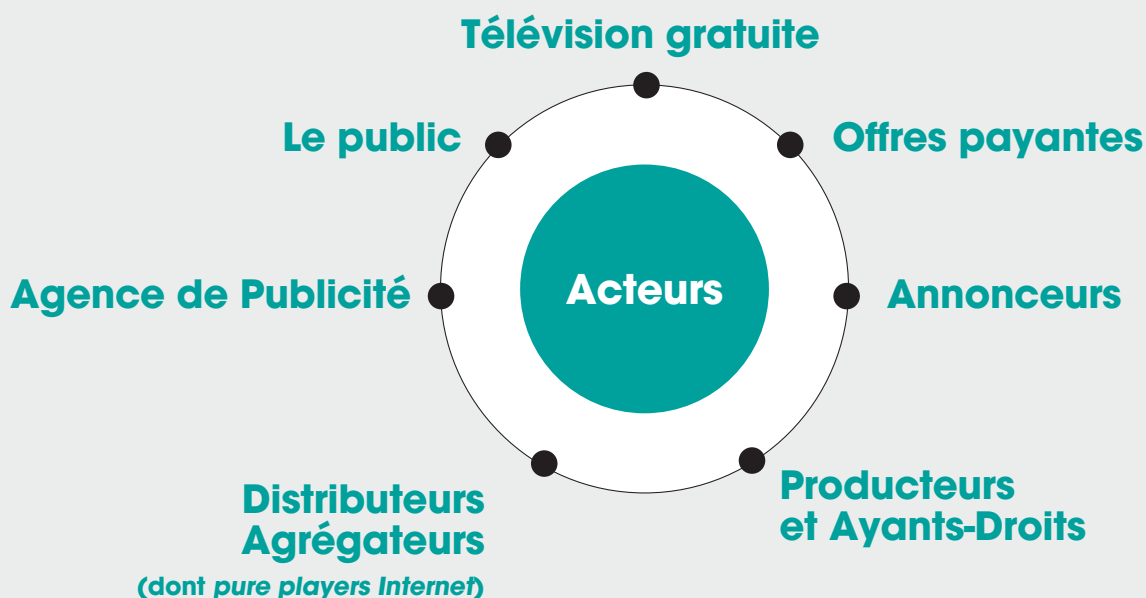 Télévision gratuite
Le public
Offres payantes
Agence de Publicité
Acteurs
Annonceurs
Distributeurs
Agrégateurs
(dont pure players Internet)
Producteurs
et Ayants-Droits